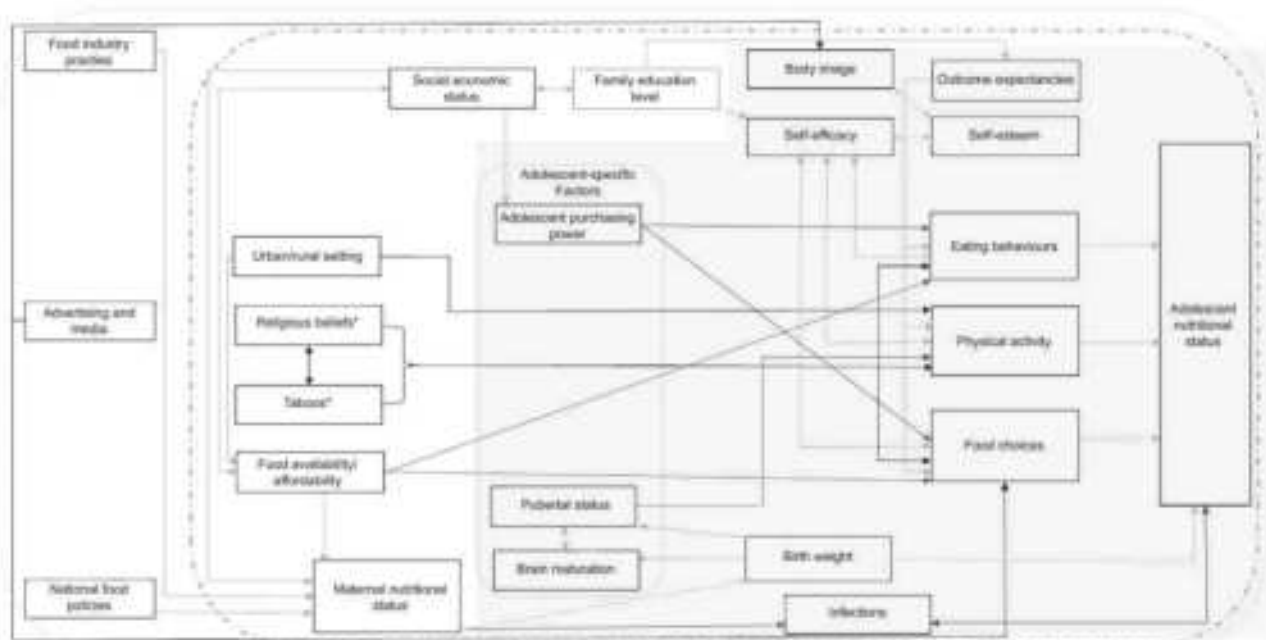 Food industry
practies
Social economic
status
Family education
level
Body image
Outcome expectancies
Self-efficacy
Self-esteem
Adolescent-specific
Factors
Adolescent purchasing
power
Urban/rural setting
Eating behaviours
Advertising and
media
Religious beliefs*
Physical activity
Adolescent
nutritional
status
Taboos*
Food availability/
affordability
Food choices
Pubertal status
Brain maturation
Birth weight
National food
policies
Maternal nutritional
status
Infections